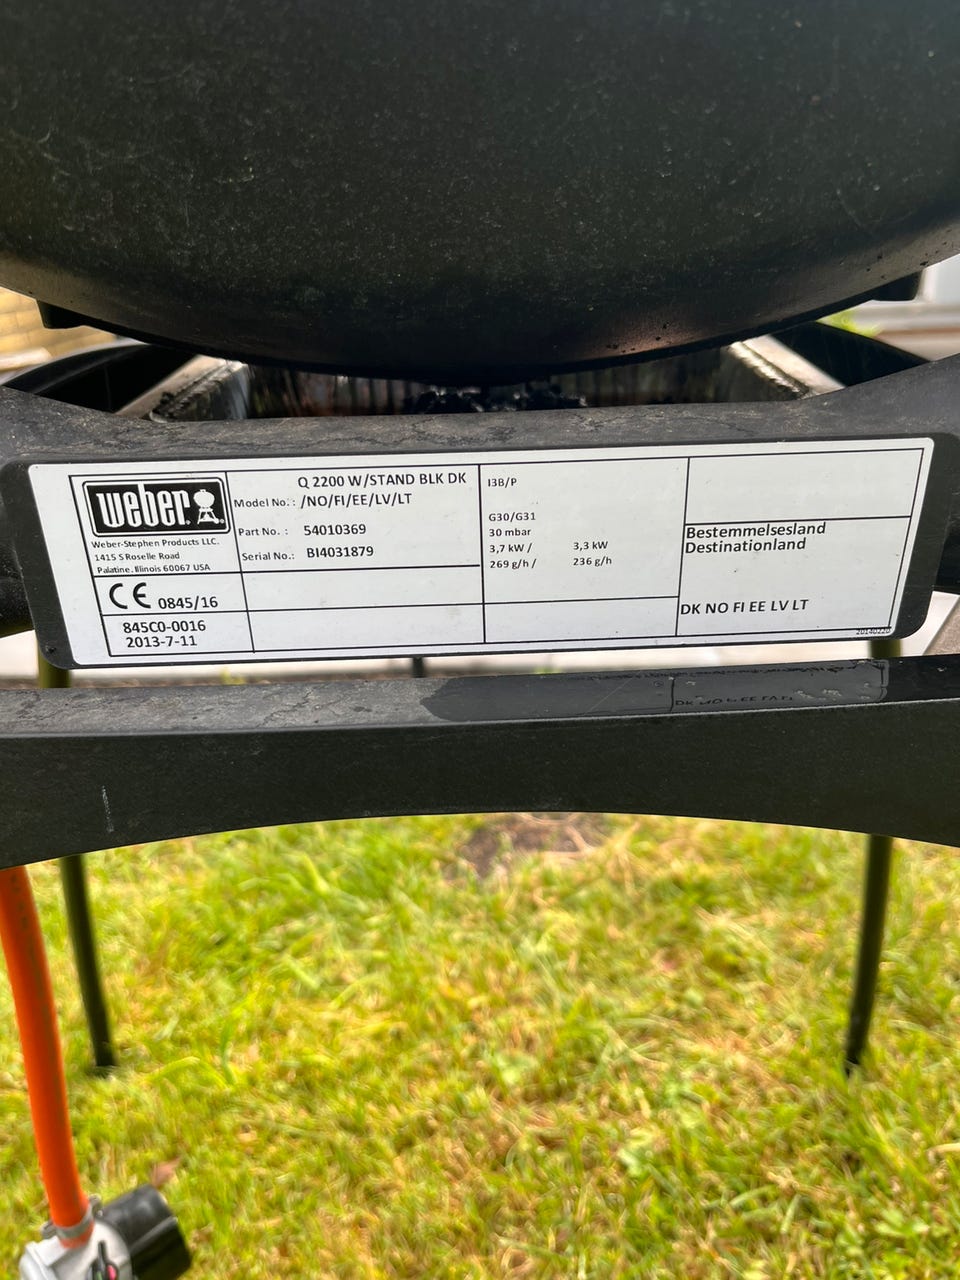 weber
Weber-Stephen Products LLC.
1415 S Roselle Road
Palatine, Illinois 60067 USA
CE 0845/16
845C0-0016
2013-7-11
Q 2200 W/STAND BLK DK
Model No.: /NO/FI/EE/LV/LT
Part No.: 54010369
Serial No.: BI4031879
I3B/P
G30/G31
30 mbar
3,7 kW / 3,3 kW
269 g/h / 236 g/h
Bestemmelsesland
Destinationland
DK NO FI EE LV LT